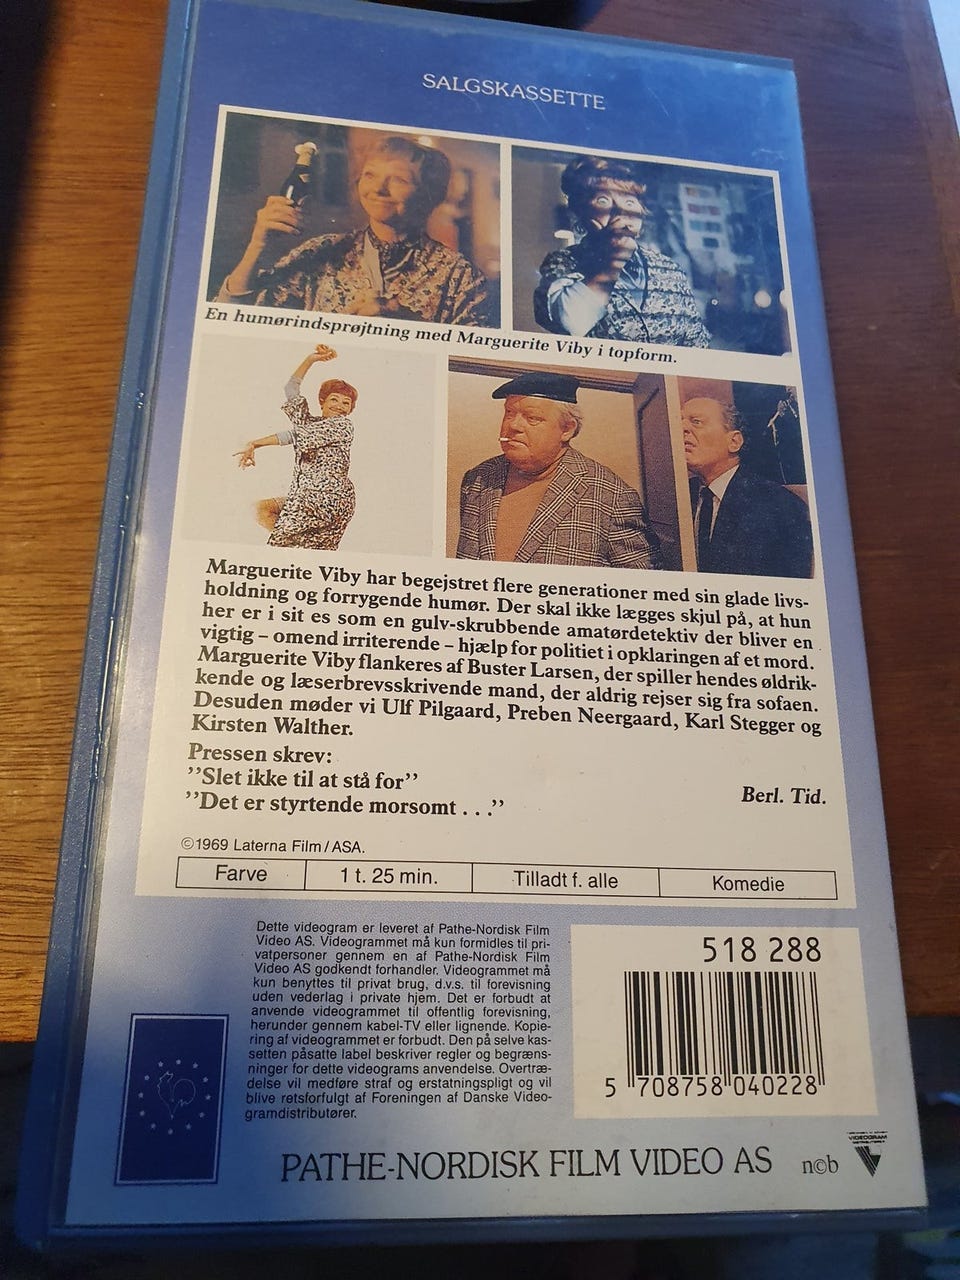 SALGSKASSETTE
En humørindsprøjtning med Marguerite Viby i topform.
Marguerite Viby har begejstret flere generationer med sin glade livs-
holdning og forrygende humør. Der skal ikke lægges skjul på, at hun
her er i sit es som en gulv-skrubbende amatørdetektiv der bliver en
vigtig – omend irriterende – hjælp for politiet i opklaringen af et mord.
Marguerite Viby flankeres af Buster Larsen, der spiller hendes øldrik-
kende og læserbrevsskrivende mand, der aldrig rejser sig fra sofaen.
Desuden møder vi Ulf Pilgaard, Preben Neergaard, Karl Stegger og
Kirsten Walther.
Pressen skrev:
”Slet ikke til at stå for”
”Det er styrtende morsomt . . .” Berl. Tid.
©1969 Laterna Film/ASA.
Farve 1 t. 25 min. Tilladt f. alle Komedie
Dette videogram er leveret af Pathe-Nordisk Film
Video AS. Videogrammet må kun formidles til pri-
vatpersoner gennem en af Pathe-Nordisk Film
Video AS godkendt forhandler. Videogrammet må
kun benyttes til privat brug, d.v.s. til forevisning
uden vederlag i private hjem. Det er forbudt at
anvende videogrammet til offentlig forevisning,
herunder gennem kabel-TV eller lignende. Kopie-
ring af videogrammet er forbudt. Den på selve kas-
setten påsatte label beskriver regler og begræns-
ninger for dette videograms anvendelse. Overtræ-
delse vil medføre straf og erstatningspligt og vil
blive retsforfulgt af Foreningen af Danske Video-
gramdistributører.
518 288
5 708758 040228
PATHE-NORDISK FILM VIDEO AS
n©b
VIDEOGRAM